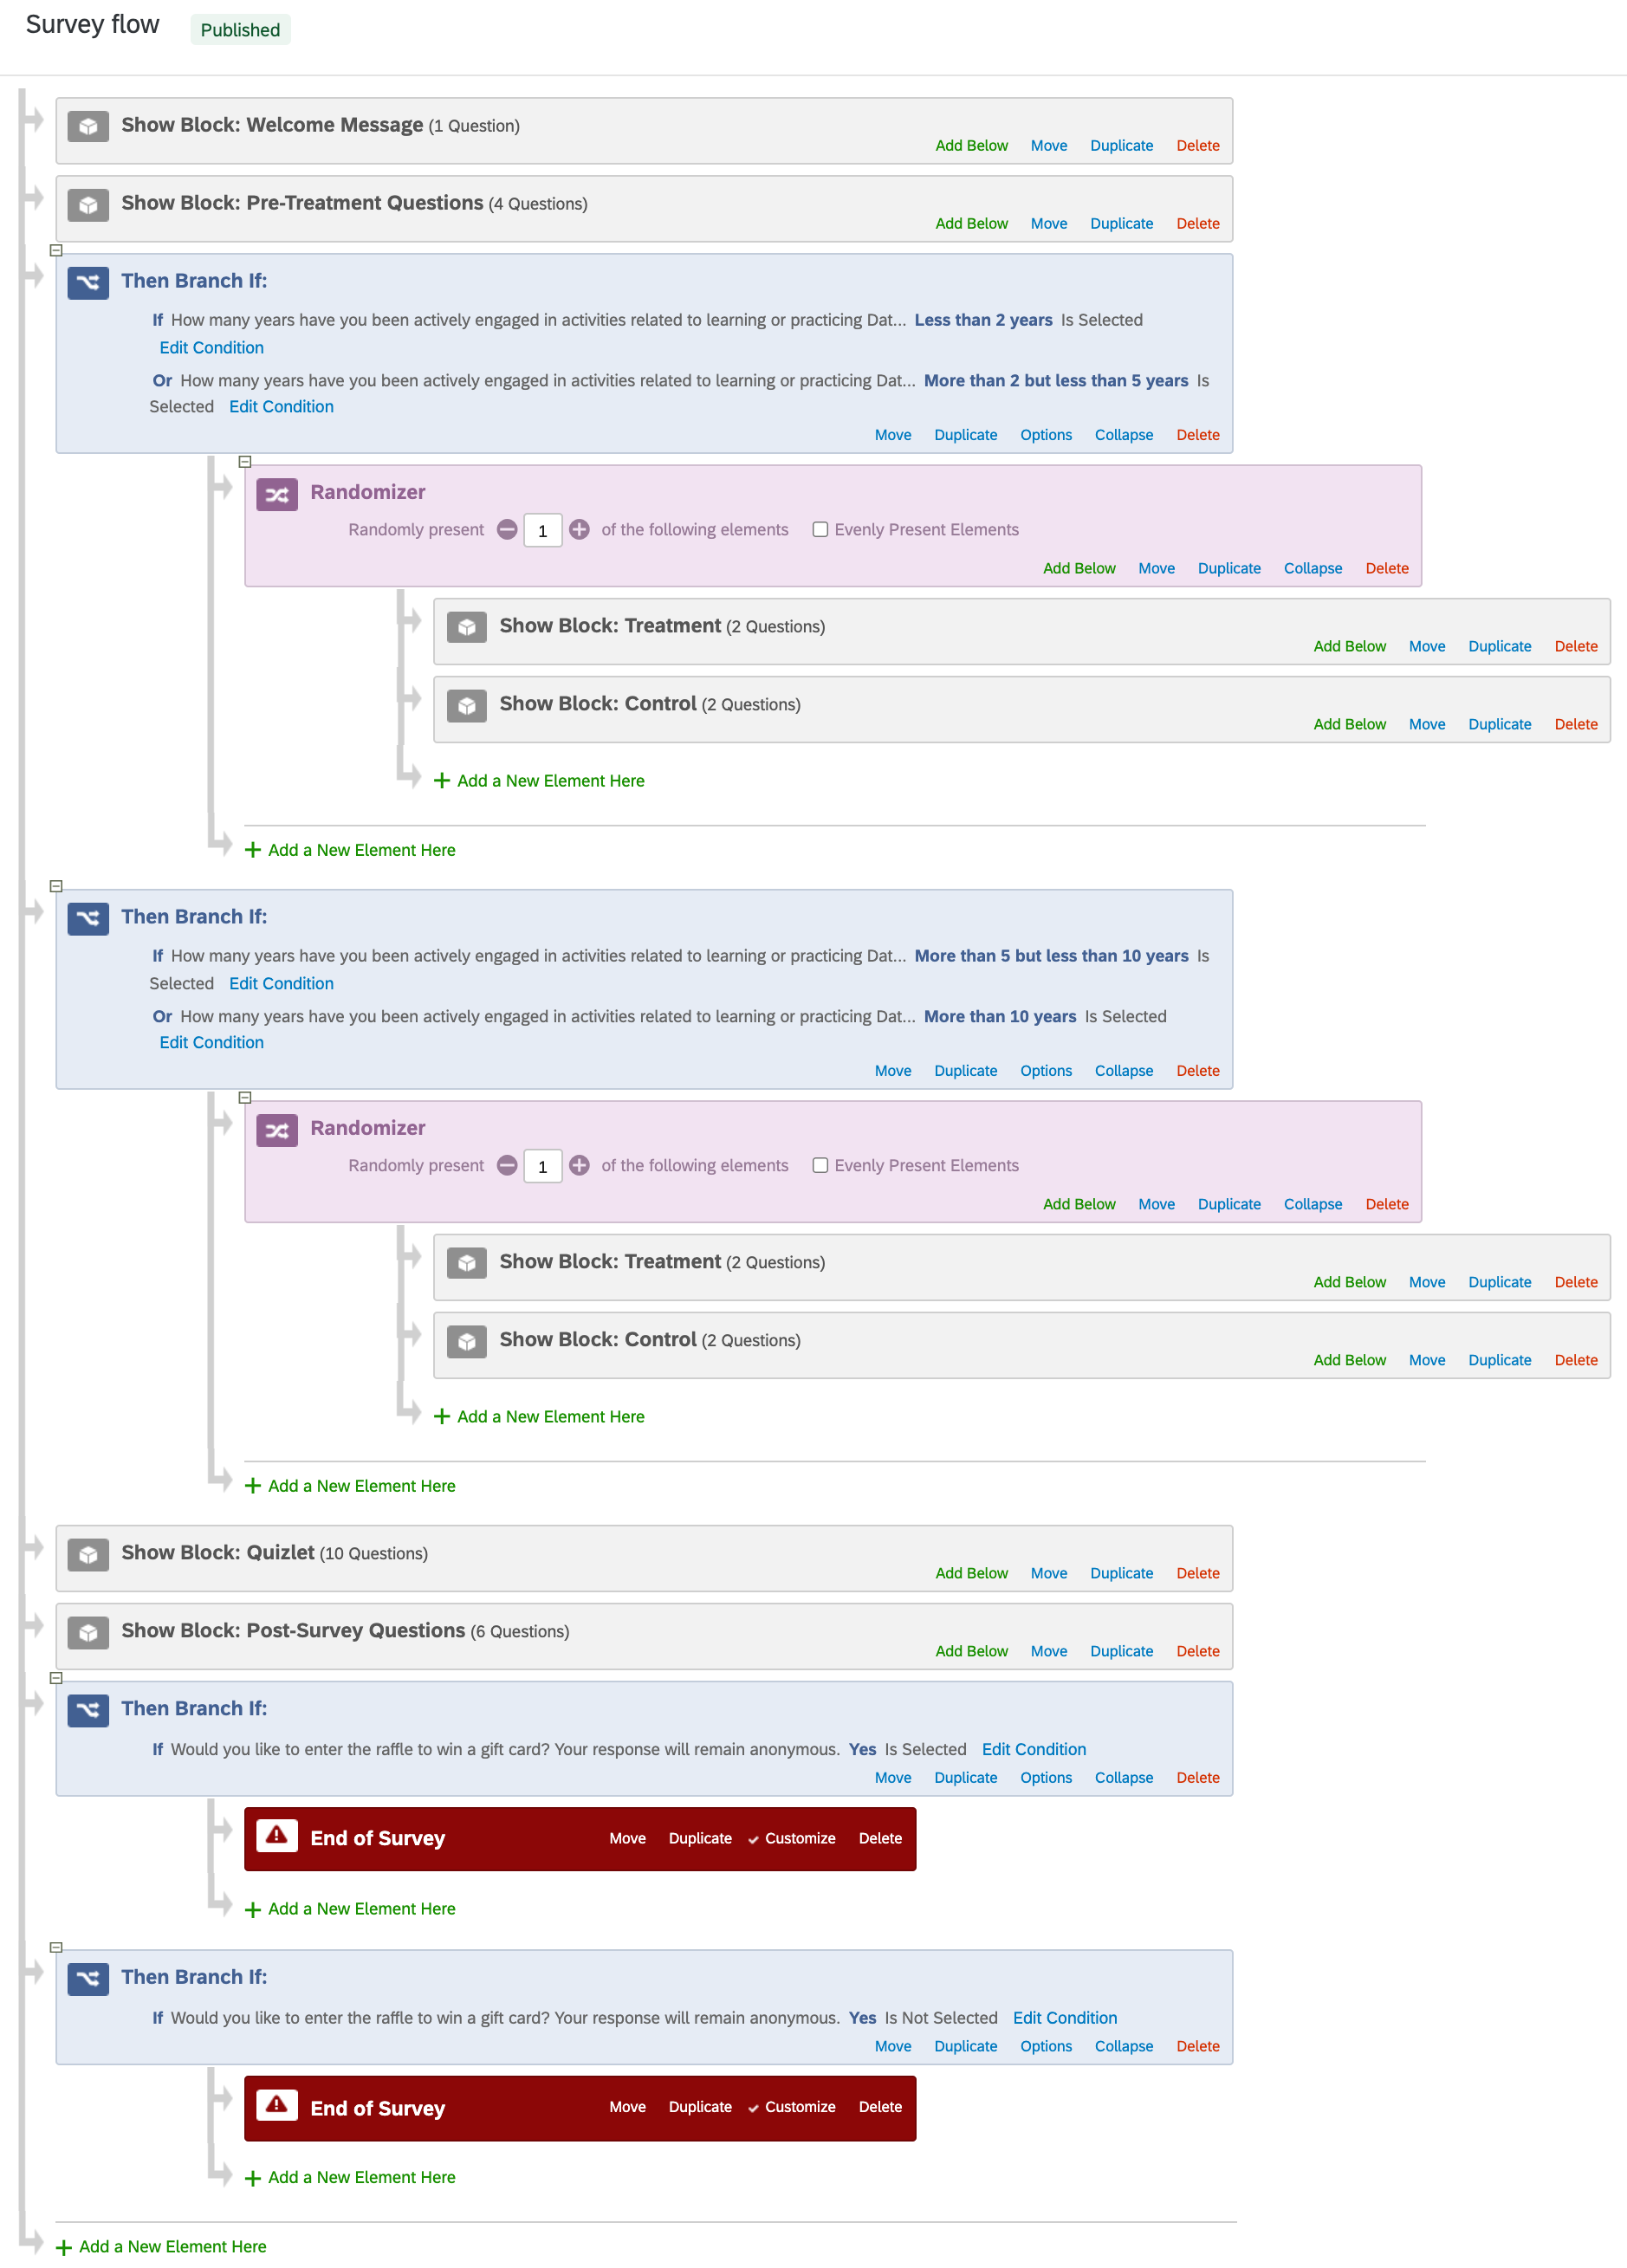 Survey flow Published
Show Block: Welcome Message (1 Question)
Add Below Move Duplicate Delete
Show Block: Pre-Treatment Questions (4 Questions)
Add Below Move Duplicate Delete
Then Branch If:
If How many years have you been actively engaged in activities related to learning or practicing Dat... Less than 2 years Is Selected
Edit Condition
Or How many years have you been actively engaged in activities related to learning or practicing Dat... More than 2 but less than 5 years Is
Selected Edit Condition
Move Duplicate Options Collapse Delete
Randomizer
Randomly present 1 of the following elements Evenly Present Elements
Add Below Move Duplicate Collapse Delete
Show Block: Treatment (2 Questions)
Add Below Move Duplicate Delete
Show Block: Control (2 Questions)
Add Below Move Duplicate Delete
Add a New Element Here
Add a New Element Here
Then Branch If:
If How many years have you been actively engaged in activities related to learning or practicing Dat... More than 5 but less than 10 years Is
Selected Edit Condition
Or How many years have you been actively engaged in activities related to learning or practicing Dat... More than 10 years Is Selected
Edit Condition
Move Duplicate Options Collapse Delete
Randomizer
Randomly present 1 of the following elements Evenly Present Elements
Add Below Move Duplicate Collapse Delete
Show Block: Treatment (2 Questions)
Add Below Move Duplicate Delete
Show Block: Control (2 Questions)
Add Below Move Duplicate Delete
Add a New Element Here
Add a New Element Here
Show Block: Quizlet (10 Questions)
Add Below Move Duplicate Delete
Show Block: Post-Survey Questions (6 Questions)
Add Below Move Duplicate Delete
Then Branch If:
If Would you like to enter the raffle to win a gift card? Your response will remain anonymous. Yes Is Selected Edit Condition
Move Duplicate Options Collapse Delete
End of Survey Move Duplicate Customize Delete
Add a New Element Here
Then Branch If:
If Would you like to enter the raffle to win a gift card? Your response will remain anonymous. Yes Is Not Selected Edit Condition
Move Duplicate Options Collapse Delete
End of Survey Move Duplicate Customize Delete
Add a New Element Here
Add a New Element Here